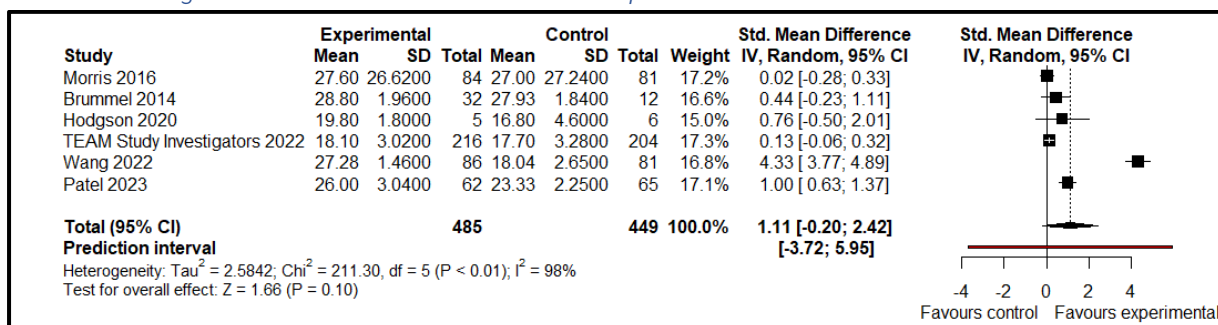 Experimental Control Std. Mean Difference Std. Mean Difference
Study Mean SD Total Mean SD Total Weight IV, Random, 95% CI IV, Random, 95% CI
Morris 2016 27.60 26.6200 84 27.00 27.2400 81 17.2% 0.02 [-0.28; 0.33]
Brummel 2014 28.80 1.9600 32 27.93 1.8400 12 16.6% 0.44 [-0.23; 1.11]
Hodgson 2020 19.80 1.8000 5 16.80 4.6000 6 15.0% 0.76 [-0.50; 2.01]
TEAM Study Investigators 2022 18.10 3.0200 216 17.70 3.2800 204 17.3% 0.13 [-0.06; 0.32]
Wang 2022 27.28 1.4600 86 18.04 2.6500 81 16.8% 4.33 [ 3.77; 4.89]
Patel 2023 26.00 3.0400 62 23.33 2.2500 65 17.1% 1.00 [ 0.63; 1.37]
Total (95% CI) 485 449 100.0% 1.11 [-0.20; 2.42]
Prediction interval [-3.72; 5.95]
Heterogeneity: Tau² = 2.5842; Chi² = 211.30, df = 5 (P < 0.01); I² = 98%
Test for overall effect: Z = 1.66 (P = 0.10)
-4 -2 0 2 4
Favours control Favours experimental